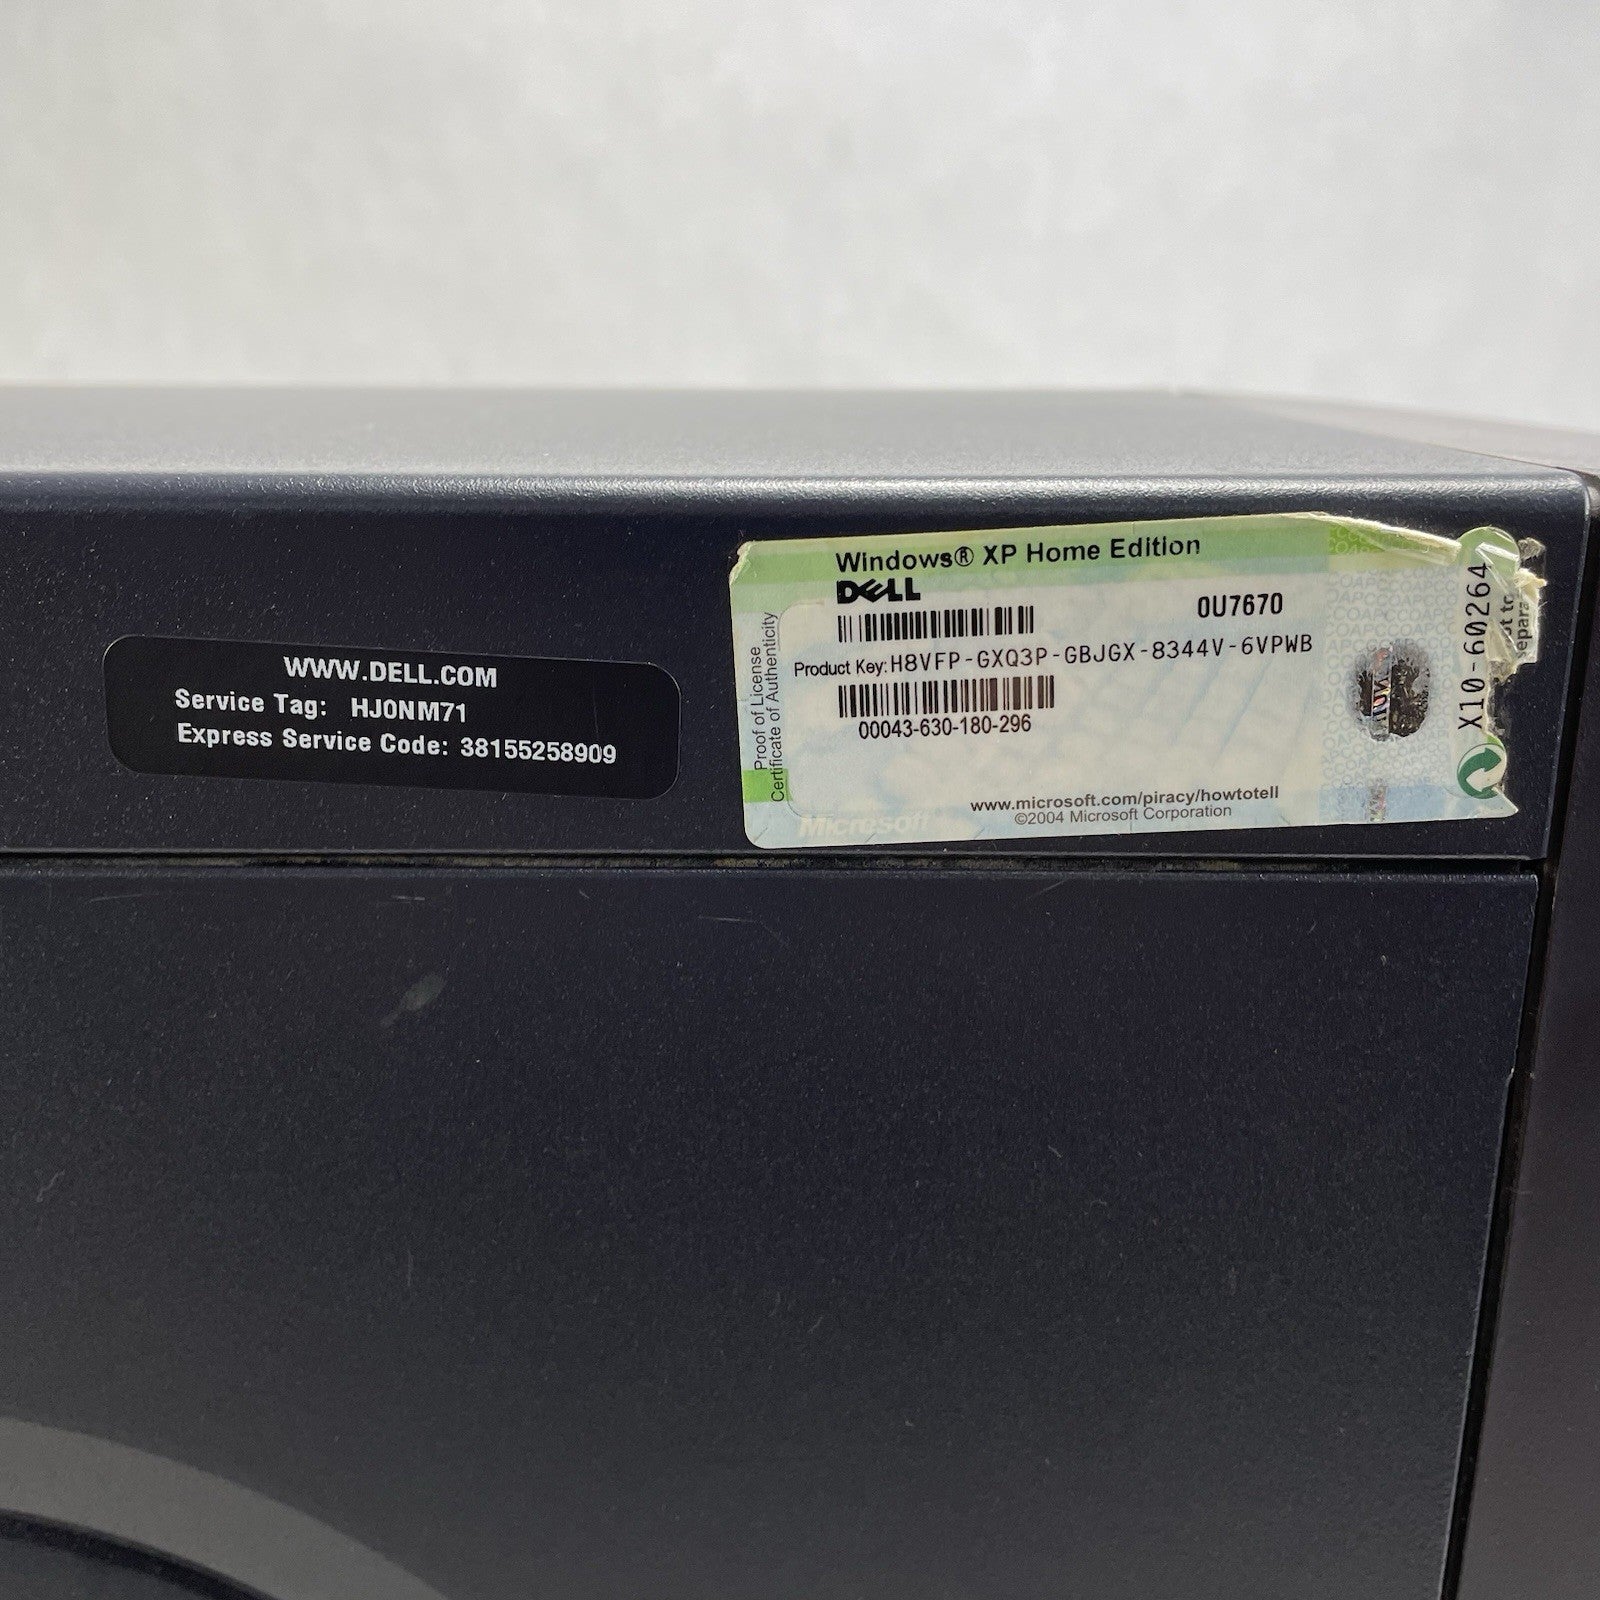 WWW.DELL.COM
Service Tag: HJ0NM71
Express Service Code: 38155258909
Windows® XP Home Edition
DELL
0U7670
Product Key: H8VFP-GXQ3P-GBJGX-8344V-6VPWB
00043-630-180-296
Proof of License
Certificate of Authenticity
www.microsoft.com/piracy/howtotell
©2004 Microsoft Corporation
Microsoft
X10-60264